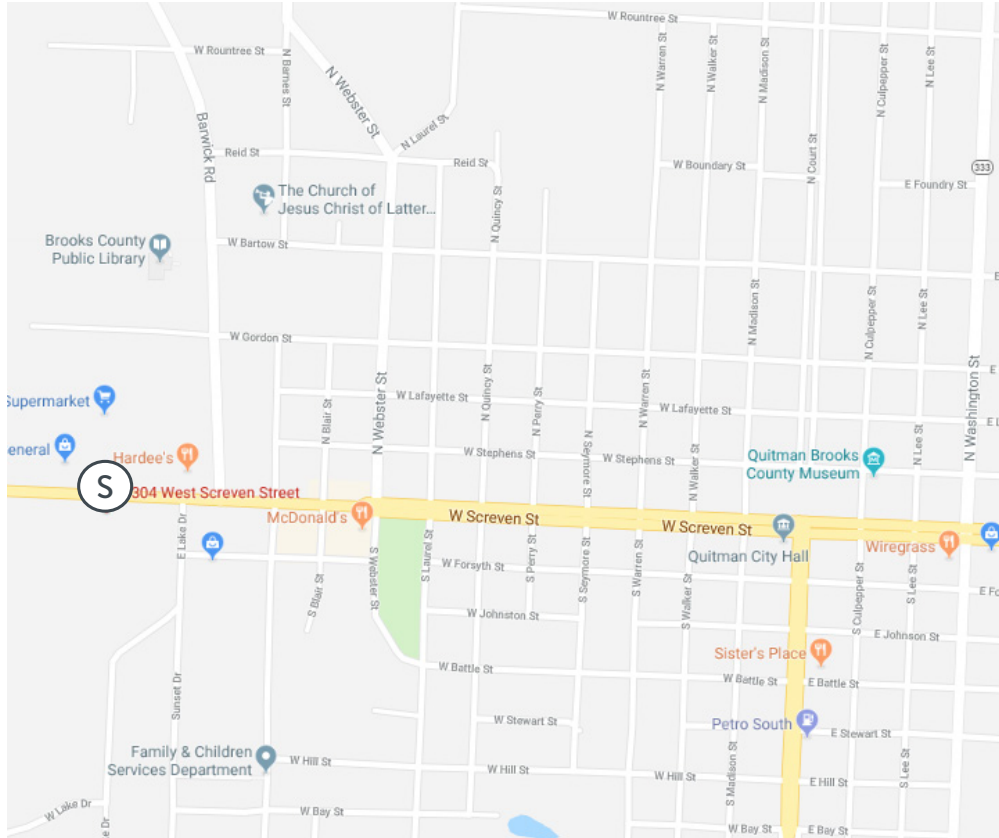 W Rountree St
W Rountree St
N Barnes St
N Webster St
N Warren St
N Walker St
N Madison St
N Culpepper St
N Lee St
Barwick Rd
N Laurel St
Reid St
Reid St
W Boundary St
N Court St
333
E Foundry St
The Church of
Jesus Christ of Latter...
N Quincy St
Brooks County
Public Library
W Bartow St
E
N Madison St
N Culpepper St
N Lee St
W Gordon St
E
N Washington St
Supermarket
N Blair St
N Webster St
W Lafayette St
N Quincy St
N Perry St
N Warren St
W Lafayette St
E L
eneral
Hardee's
W Stephens St
N Seymore St
W Stephens St
N Walker St
Quitman Brooks
County Museum
N Lee St
S
304 West Screven Street
McDonald's
W Screven St
W Screven St
Quitman City Hall
Wiregrass
E Lake Dr
S Blair St
S Webster St
S Laurel St
W Forsyth St
S Perry St
S Seymore St
S Warren St
S Walker St
S Culpepper St
S Lee St
E Fo
W Johnston St
E Johnson St
Sister's Place
Sunset Dr
W Battle St
W Battle St
E Battle St
W Stewart St
Petro South
E Stewart St
Family & Children
Services Department
W Hill St
W Hill St
W Hill St
S Madison St
E Hill St
S Lee St
W Lake Dr
W Bay St
W Bay St
E Bay St